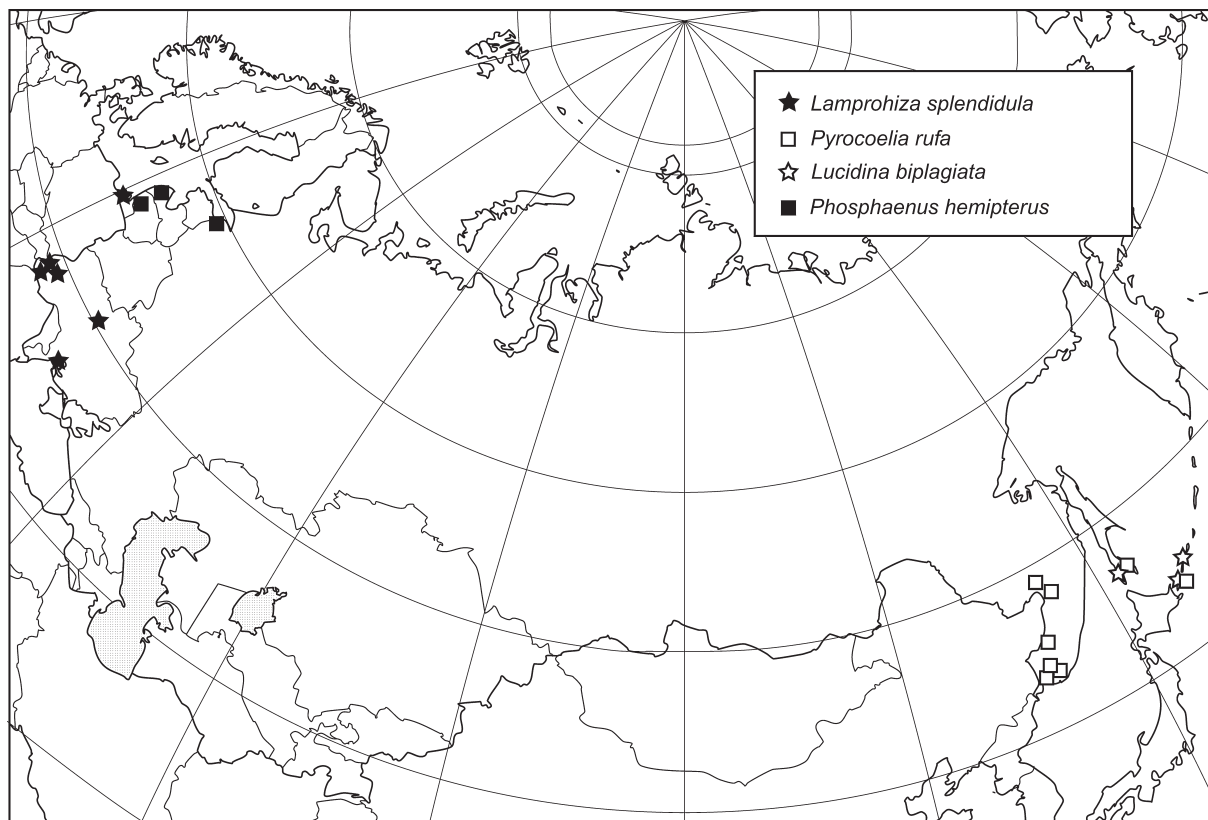 Lamprohiza splendidula
Pyrocoelia rufa
Lucidina biplagiata
Phosphaenus hemipterus